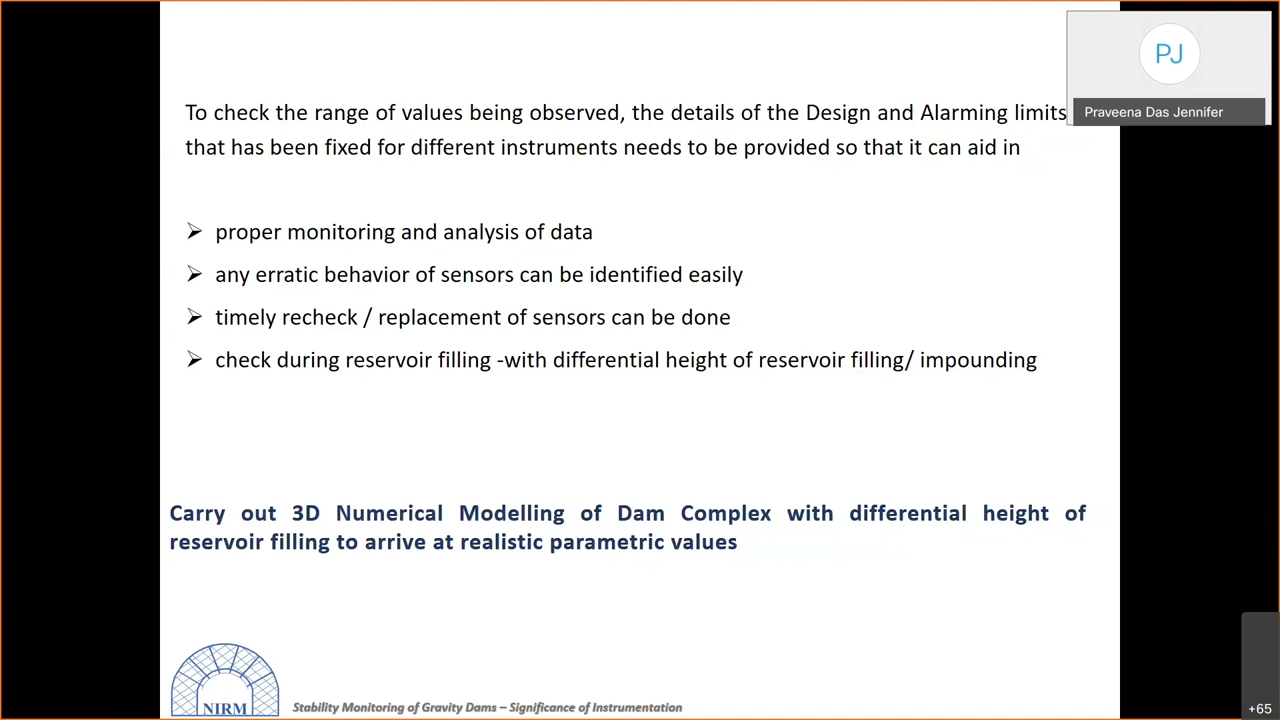 PJ
Praveena Das Jennifer
To check the range of values being observed, the details of the Design and Alarming limits
that has been fixed for different instruments needs to be provided so that it can aid in
➢ proper monitoring and analysis of data
➢ any erratic behavior of sensors can be identified easily
➢ timely recheck / replacement of sensors can be done
➢ check during reservoir filling -with differential height of reservoir filling/ impounding
Carry out 3D Numerical Modelling of Dam Complex with differential height of
reservoir filling to arrive at realistic parametric values
NIRM
Stability Monitoring of Gravity Dams – Significance of Instrumentation
+65